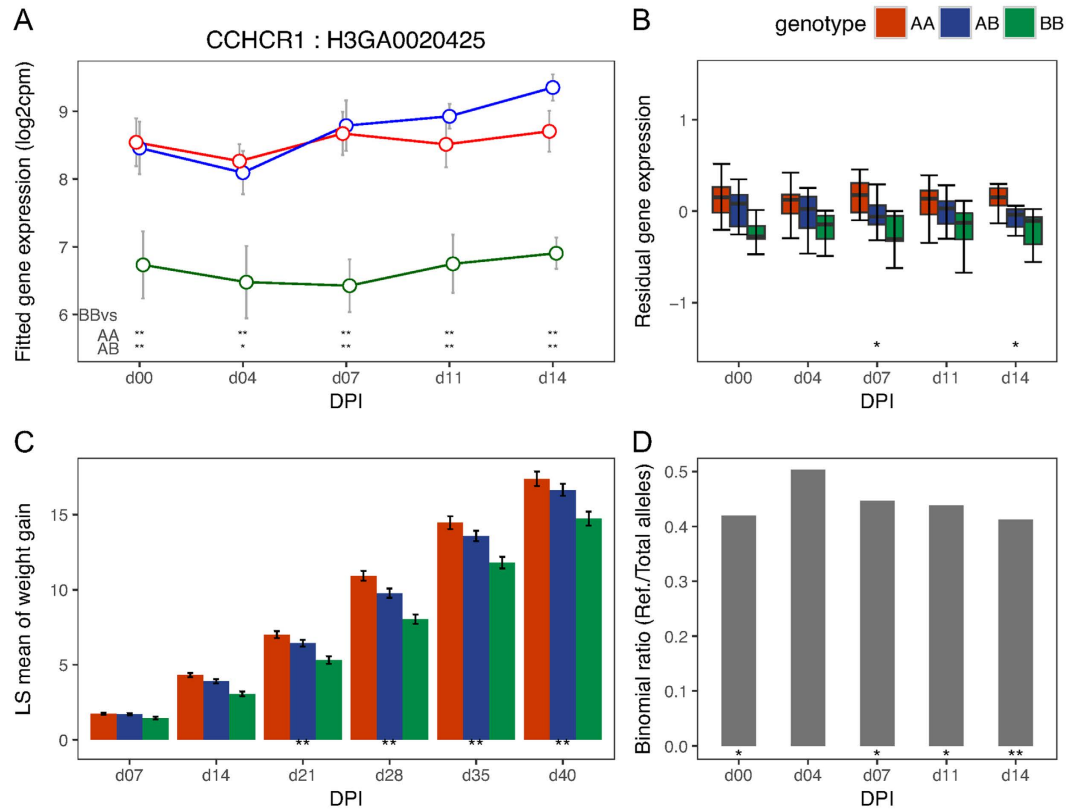 A
CCHCR1 : H3GA0020425
Fitted gene expression (log2cpm)
9
8
7
6
BBvs
AA ** ** ** ** **
AB ** * ** ** **
d00 d04 d07 d11 d14
DPI
B
genotype AA AB BB
Residual gene expression
1
0
−1
* *
d00 d04 d07 d11 d14
DPI
C
LS mean of weight gain
15
10
5
0
** ** ** **
d07 d14 d21 d28 d35 d40
DPI
D
Binomial ratio (Ref./Total alleles)
0.5
0.4
0.3
0.2
0.1
0.0
* * * **
d00 d04 d07 d11 d14
DPI